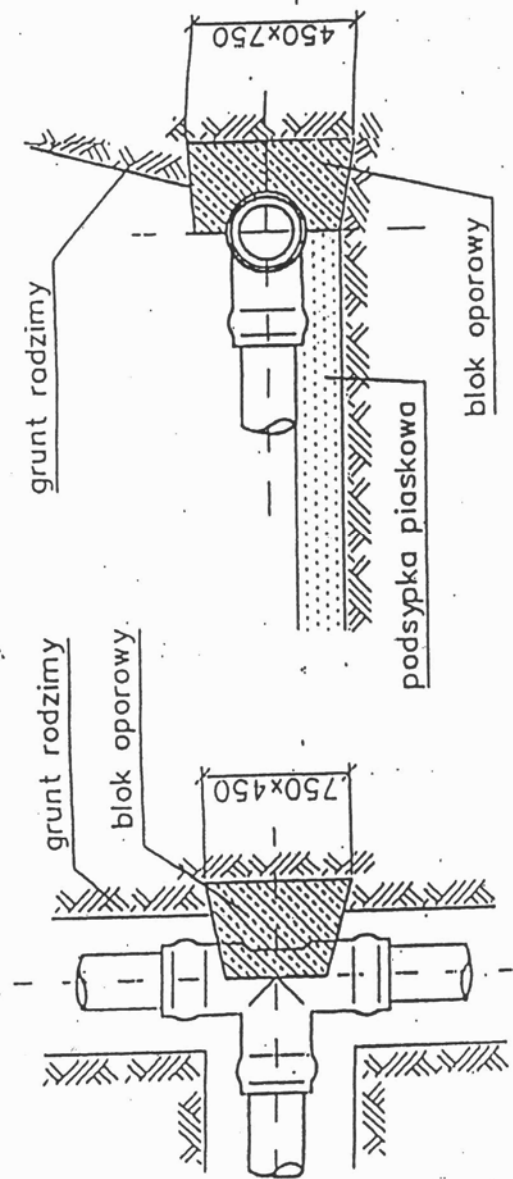 grunt rodzimy
450x750
blok oporowy
podsypka piaskowa
grunt rodzimy
blok oporowy
750x450